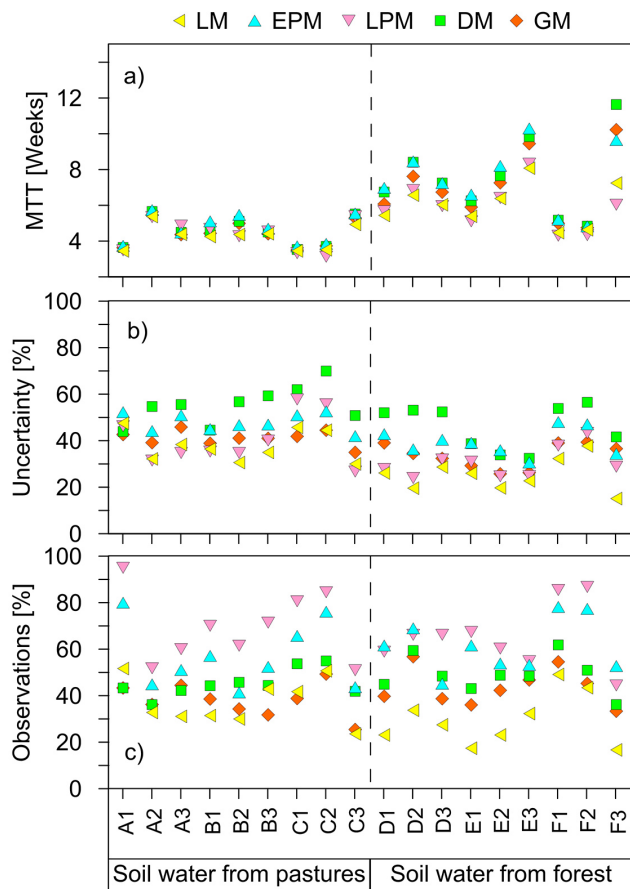 LM EPM LPM DM GM
a)
MTT [Weeks]
12
8
4
b)
Uncertainty [%]
100
80
60
40
20
0
c)
Observations [%]
100
80
60
40
20
0
A1 A2 A3 B1 B2 B3 C1 C2 C3 D1 D2 D3 E1 E2 E3 F1 F2 F3
Soil water from pastures Soil water from forest